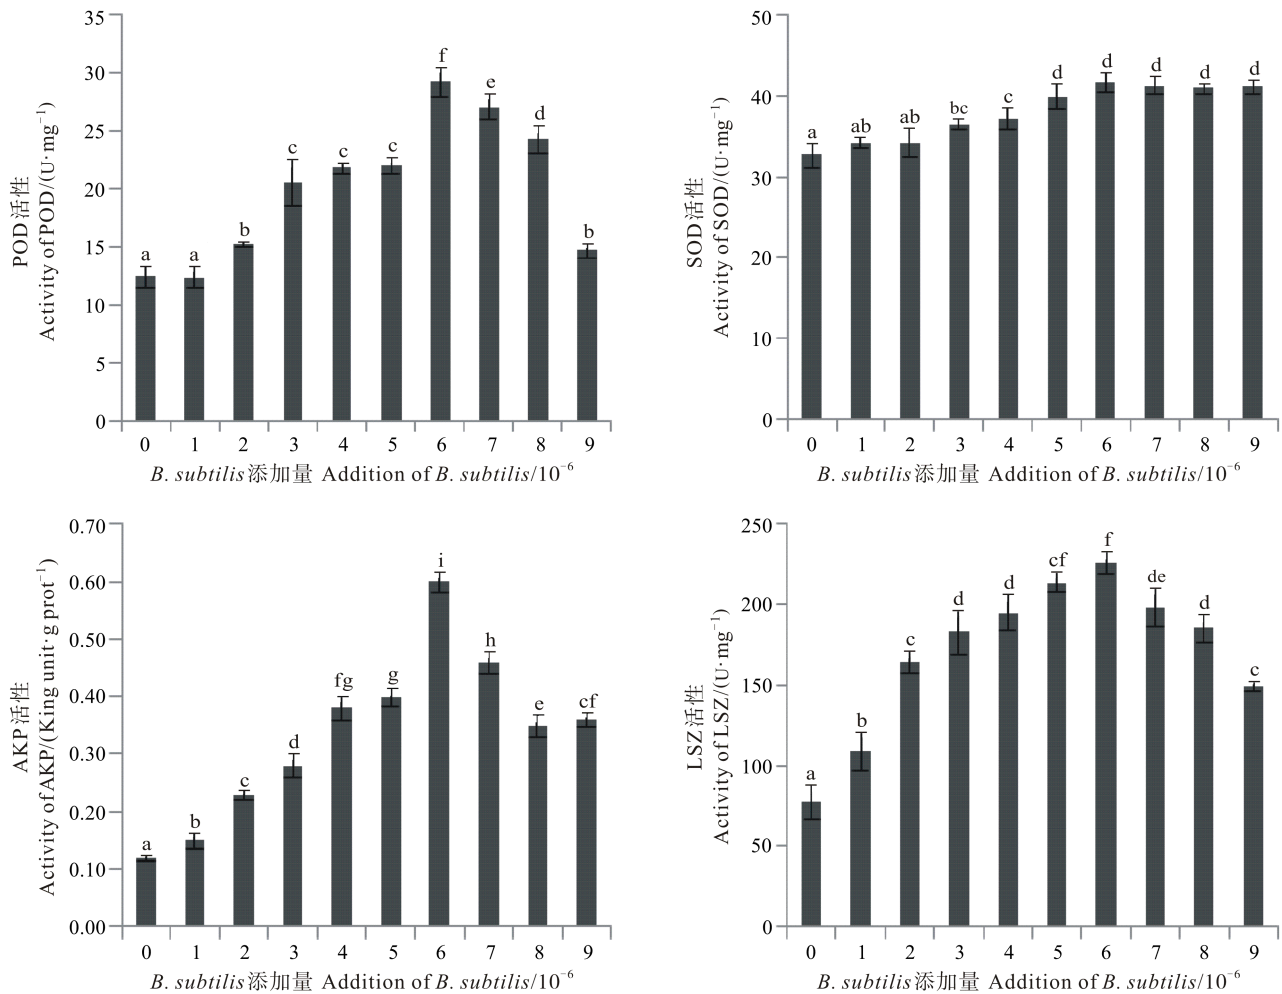 35
30
25
20
15
10
5
0
POD活性
Activity of POD/(U·mg⁻¹)
a a b c c c f e d b
0 1 2 3 4 5 6 7 8 9
B. subtilis添加量 Addition of B. subtilis/10⁻⁶
50
40
30
20
10
0
SOD活性
Activity of SOD/(U·mg⁻¹)
a ab ab bc c d d d d d
0 1 2 3 4 5 6 7 8 9
B. subtilis添加量 Addition of B. subtilis/10⁻⁶
0.70
0.60
0.50
0.40
0.30
0.20
0.10
0.00
AKP活性
Activity of AKP/(King unit·g prot⁻¹)
a b c d fg g i h e cf
0 1 2 3 4 5 6 7 8 9
B. subtilis添加量 Addition of B. subtilis/10⁻⁶
250
200
150
100
50
0
LSZ活性
Activity of LSZ/(U·mg⁻¹)
a b c d d cf f de d c
0 1 2 3 4 5 6 7 8 9
B. subtilis添加量 Addition of B. subtilis/10⁻⁶